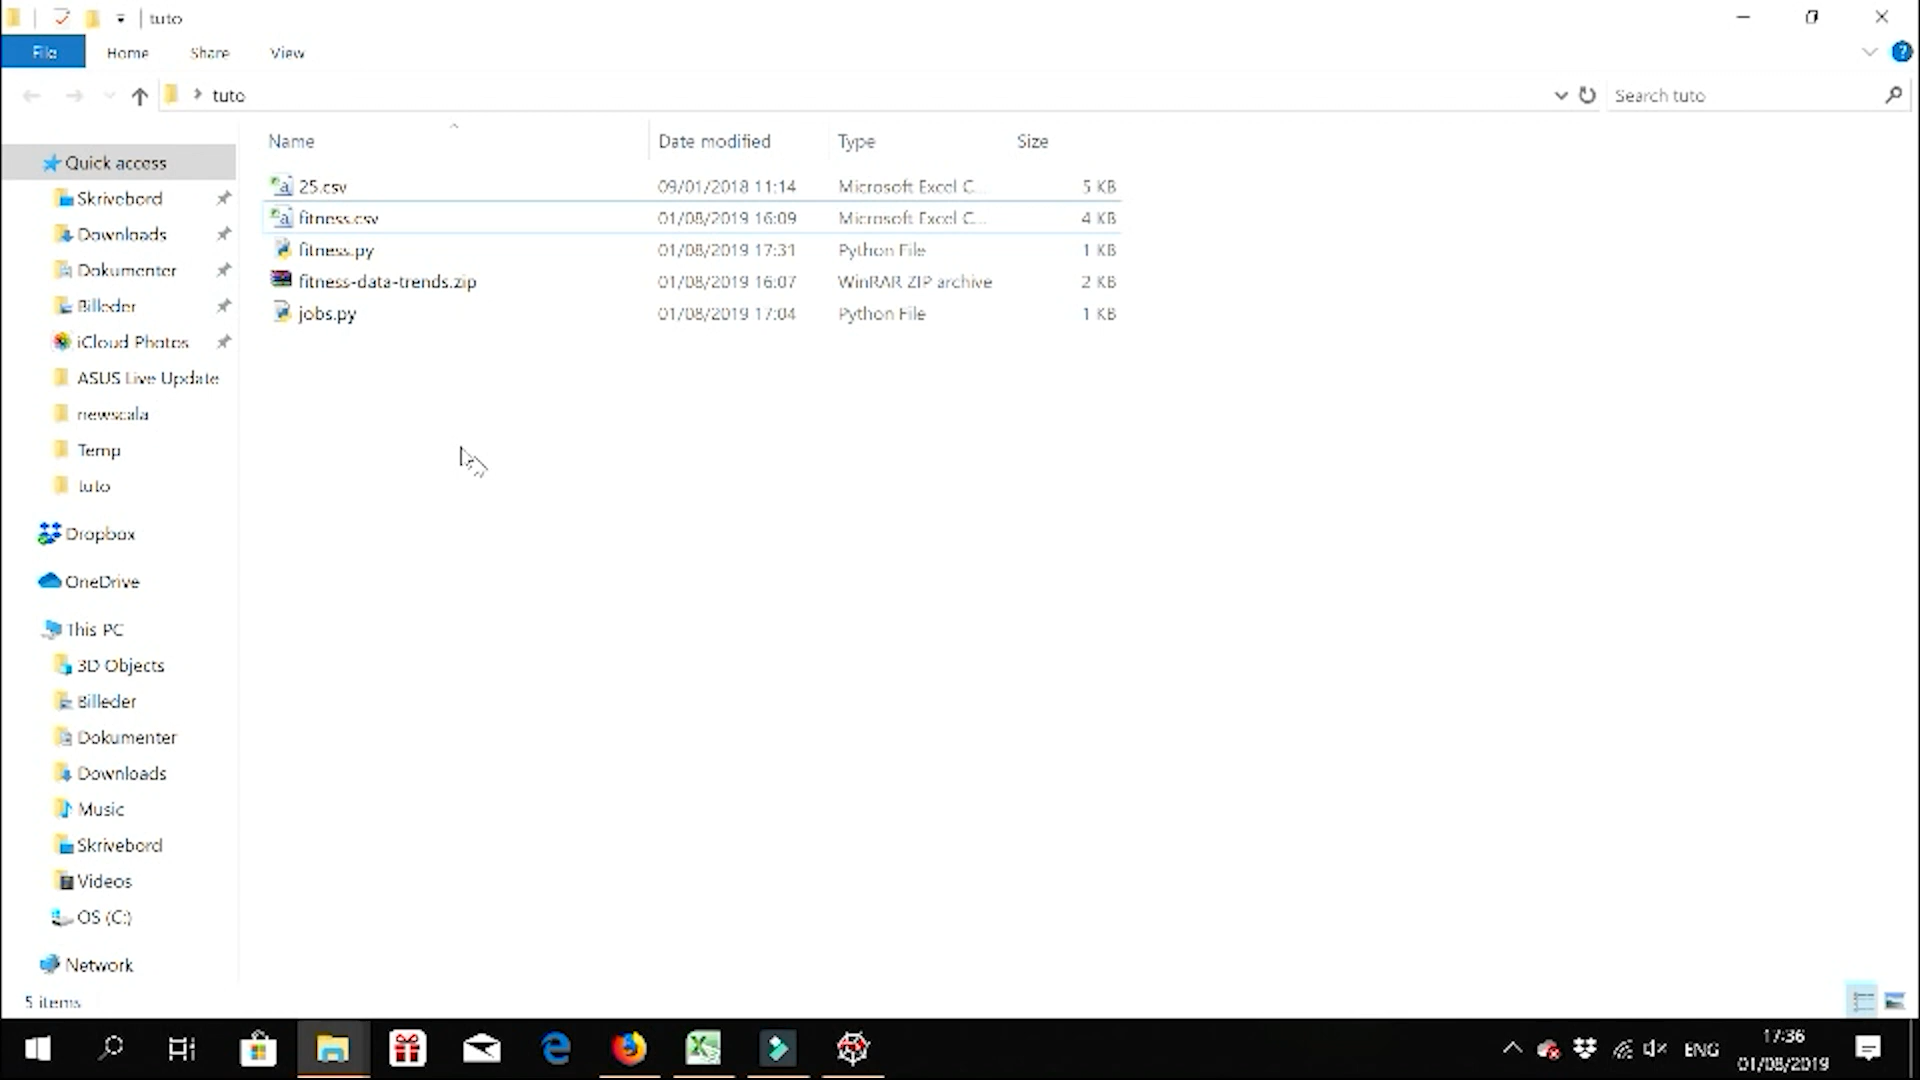 tuto
File Home Share View
tuto
Search tuto
Name Date modified Type Size
25.csv 09/01/2018 11:14 Microsoft Excel C... 5 KB
fitness.csv 01/08/2019 16:09 Microsoft Excel C... 4 KB
fitness.py 01/08/2019 17:31 Python File 1 KB
fitness-data-trends.zip 01/08/2019 16:07 WinRAR ZIP archive 2 KB
jobs.py 01/08/2019 17:04 Python File 1 KB
Quick access
Skrivebord
Downloads
Dokumenter
Billeder
iCloud Photos
ASUS Live Update
newscala
Temp
tuto
Dropbox
OneDrive
This PC
3D Objects
Billeder
Dokumenter
Downloads
Music
Skrivebord
Videos
OS (C:)
Network
5 items
ENG
17:36
01/08/2019